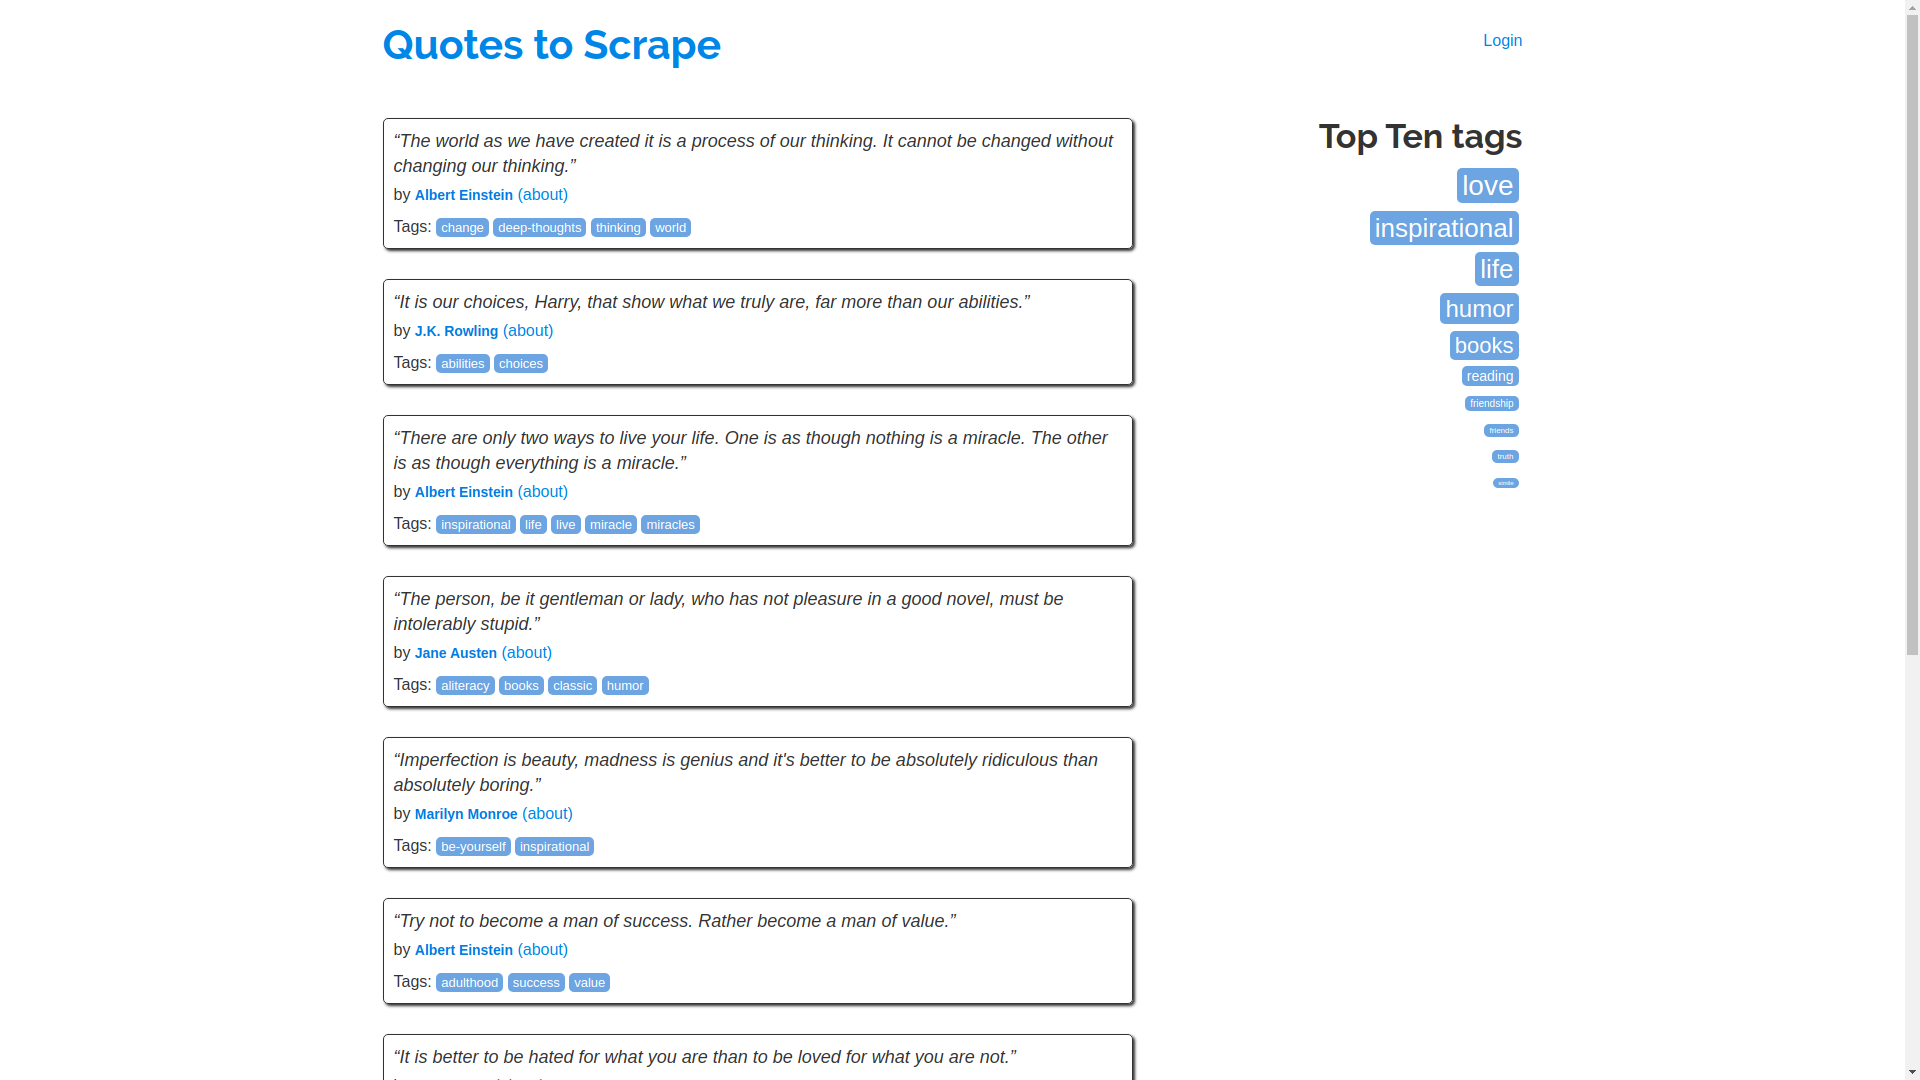 Quotes to Scrape
Login
“The world as we have created it is a process of our thinking. It cannot be changed without
changing our thinking.”
by Albert Einstein (about)
Tags: change deep-thoughts thinking world
“It is our choices, Harry, that show what we truly are, far more than our abilities.”
by J.K. Rowling (about)
Tags: abilities choices
“There are only two ways to live your life. One is as though nothing is a miracle. The other
is as though everything is a miracle.”
by Albert Einstein (about)
Tags: inspirational life live miracle miracles
“The person, be it gentleman or lady, who has not pleasure in a good novel, must be
intolerably stupid.”
by Jane Austen (about)
Tags: aliteracy books classic humor
“Imperfection is beauty, madness is genius and it's better to be absolutely ridiculous than
absolutely boring.”
by Marilyn Monroe (about)
Tags: be-yourself inspirational
“Try not to become a man of success. Rather become a man of value.”
by Albert Einstein (about)
Tags: adulthood success value
“It is better to be hated for what you are than to be loved for what you are not.”
Top Ten tags
love
inspirational
life
humor
books
reading
friendship
friends
truth
simile